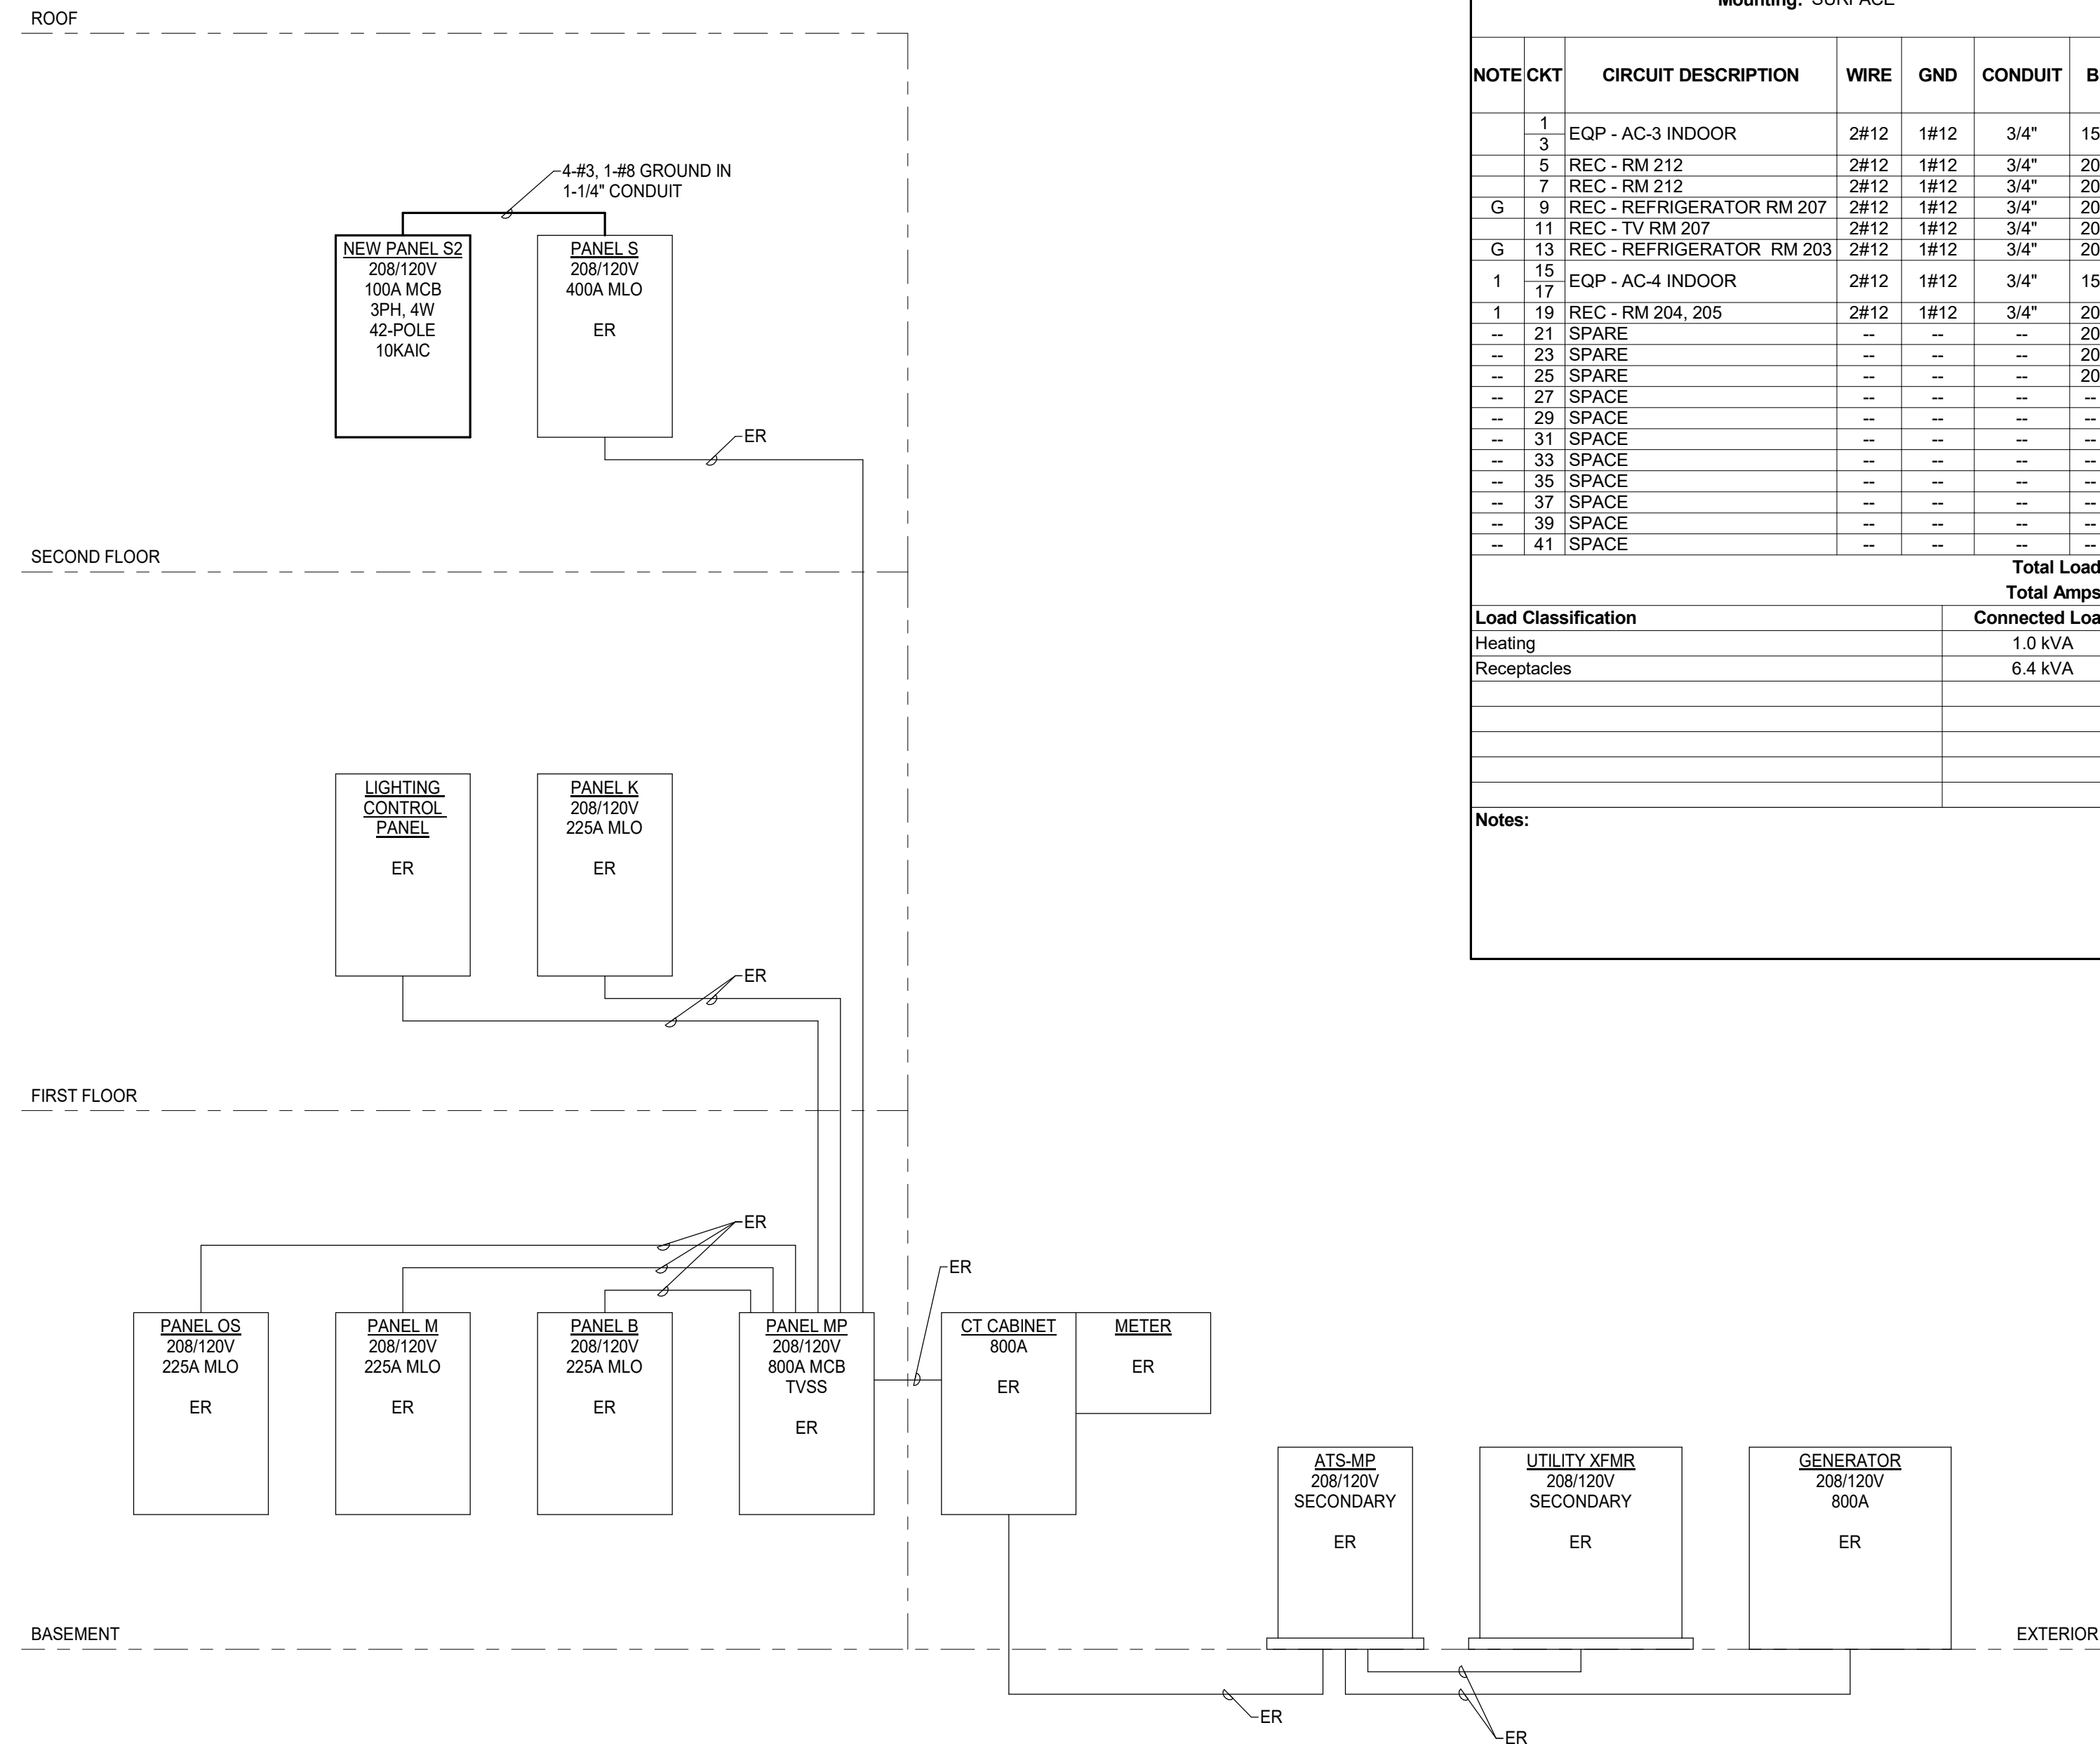 ROOF
4-#3, 1-#8 GROUND IN
1-1/4" CONDUIT
NEW PANEL S2
208/120V
100A MCB
3PH, 4W
42-POLE
10KAIC
PANEL S
208/120V
400A MLO
ER
ER
SECOND FLOOR
LIGHTING
CONTROL
PANEL
ER
PANEL K
208/120V
225A MLO
ER
ER
FIRST FLOOR
ER
PANEL OS
208/120V
225A MLO
ER
PANEL M
208/120V
225A MLO
ER
PANEL B
208/120V
225A MLO
ER
PANEL MP
208/120V
800A MCB
TVSS
ER
ER
CT CABINET
800A
ER
METER
ER
ATS-MP
208/120V
SECONDARY
ER
UTILITY XFMR
208/120V
SECONDARY
ER
GENERATOR
208/120V
800A
ER
BASEMENT
EXTERIOR
ER
ER
Mounting: SURFACE
NOTE CKT CIRCUIT DESCRIPTION WIRE GND CONDUIT B
1 3 EQP - AC-3 INDOOR 2#12 1#12 3/4" 15
5 REC - RM 212 2#12 1#12 3/4" 20
7 REC - RM 212 2#12 1#12 3/4" 20
G 9 REC - REFRIGERATOR RM 207 2#12 1#12 3/4" 20
11 REC - TV RM 207 2#12 1#12 3/4" 20
G 13 REC - REFRIGERATOR RM 203 2#12 1#12 3/4" 20
1 15 17 EQP - AC-4 INDOOR 2#12 1#12 3/4" 15
1 19 REC - RM 204, 205 2#12 1#12 3/4" 20
-- 21 SPARE -- -- -- 20
-- 23 SPARE -- -- -- 20
-- 25 SPARE -- -- -- 20
-- 27 SPACE -- -- -- --
-- 29 SPACE -- -- -- --
-- 31 SPACE -- -- -- --
-- 33 SPACE -- -- -- --
-- 35 SPACE -- -- -- --
-- 37 SPACE -- -- -- --
-- 39 SPACE -- -- -- --
-- 41 SPACE -- -- -- --
Total Load
Total Amps
Load Classification Connected Loa
Heating 1.0 kVA
Receptacles 6.4 kVA
Notes: